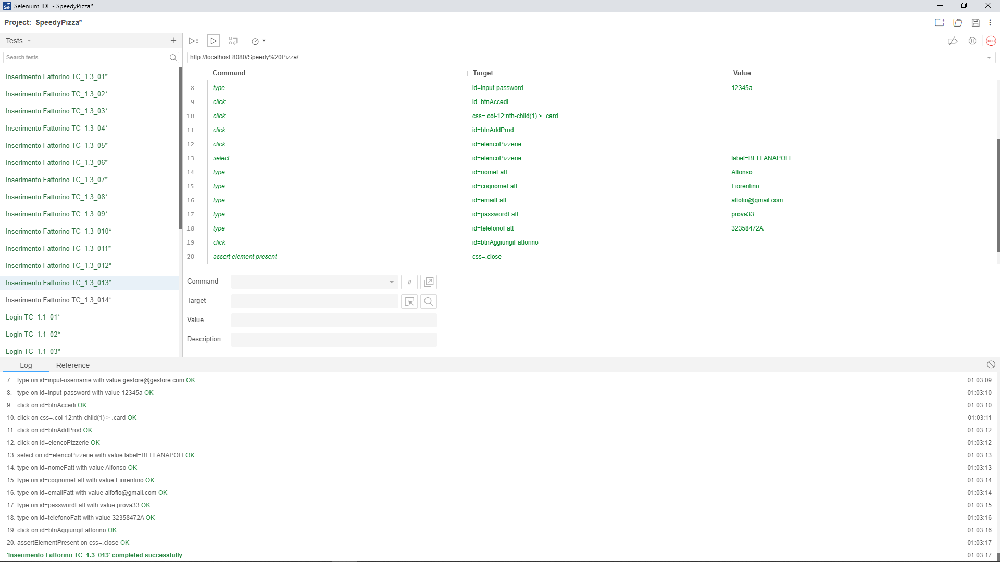 Se Selenium IDE - SpeedyPizza*
Project: SpeedyPizza*
Tests
Search tests...
Inserimento Fattorino TC_1.3_01*
Inserimento Fattorino TC_1.3_02*
Inserimento Fattorino TC_1.3_03*
Inserimento Fattorino TC_1.3_04*
Inserimento Fattorino TC_1.3_05*
Inserimento Fattorino TC_1.3_06*
Inserimento Fattorino TC_1.3_07*
Inserimento Fattorino TC_1.3_08*
Inserimento Fattorino TC_1.3_09*
Inserimento Fattorino TC_1.3_010*
Inserimento Fattorino TC_1.3_011*
Inserimento Fattorino TC_1.3_012*
Inserimento Fattorino TC_1.3_013*
Inserimento Fattorino TC_1.3_014*
Login TC_1.1_01*
Login TC_1.1_02*
Login TC_1.1_03*
REC
http://localhost:8080/Speedy%20Pizza/
Command Target Value
8 type id=input-password 12345a
9 click id=btnAccedi
10 click css=.col-12:nth-child(1) > .card
11 click id=btnAddProd
12 click id=elencoPizzerie
13 select id=elencoPizzerie label=BELLANAPOLI
14 type id=nomeFatt Alfonso
15 type id=cognomeFatt Fiorentino
16 type id=emailFatt alfofio@gmail.com
17 type id=passwordFatt prova33
18 type id=telefonoFatt 32358472A
19 click id=btnAggiungiFattorino
20 assert element present css=.close
Command //
Target
Value
Description
Log Reference
7. type on id=input-username with value gestore@gestore.com OK 01:03:09
8. type on id=input-password with value 12345a OK 01:03:10
9. click on id=btnAccedi OK 01:03:10
10. click on css=.col-12:nth-child(1) > .card OK 01:03:11
11. click on id=btnAddProd OK 01:03:12
12. click on id=elencoPizzerie OK 01:03:12
13. select on id=elencoPizzerie with value label=BELLANAPOLI OK 01:03:13
14. type on id=nomeFatt with value Alfonso OK 01:03:13
15. type on id=cognomeFatt with value Fiorentino OK 01:03:14
16. type on id=emailFatt with value alfofio@gmail.com OK 01:03:14
17. type on id=passwordFatt with value prova33 OK 01:03:15
18. type on id=telefonoFatt with value 32358472A OK 01:03:16
19. click on id=btnAggiungiFattorino OK 01:03:16
20. assertElementPresent on css=.close OK 01:03:17
'Inserimento Fattorino TC_1.3_013' completed successfully 01:03:17